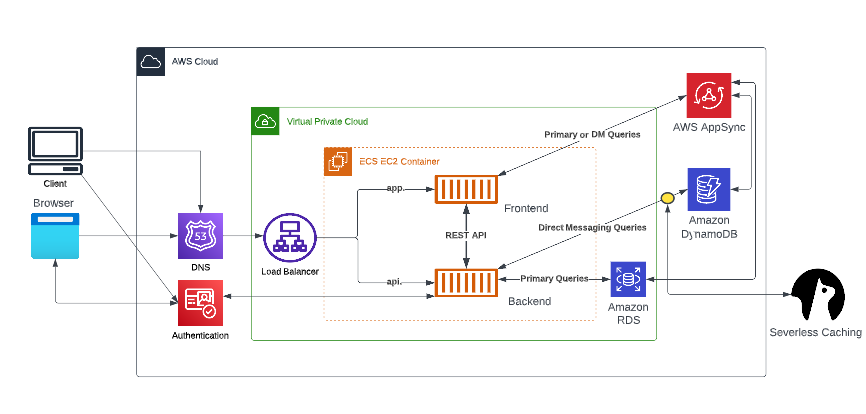 AWS Cloud
AWS AppSync
Virtual Private Cloud
Primary or DM Queries
ECS EC2 Container
Client
app.
Browser
Frontend
Amazon
DynamoDB
53
REST API
Direct Messaging Queries
DNS
Load Balancer
api.
Primary Queries
Backend
Amazon
RDS
Authentication
Severless Caching